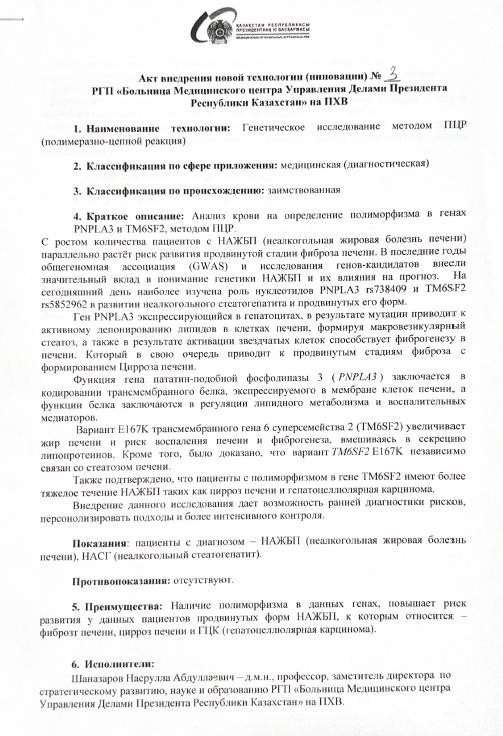 ҚАЗАҚСТАН РЕСПУБЛИКАСЫ
ПРЕЗИДЕНТІНІҢ ІС БАСҚАРМАСЫ
Акт внедрения новой технологии (инновации) № 3
РГП «Больница Медицинского центра Управления Делами Президента
Республики Казахстан» на ПХВ
1. Наименование технологии: Генетическое исследование методом ПЦР
(полимеразно-цепной реакция)
2. Классификация по сфере приложения: медицинская (диагностическая)
3. Классификация по происхождению: заимствованная
4. Краткое описание: Анализ крови на определение полиморфизма в генах
PNPLA3 и TM6SF2, методом ПЦР.
С ростом количества пациентов с НАЖБП (неалкогольная жировая болезнь печени)
параллельно растёт риск развития продвинутой стадии фиброза печени. В последние годы
общегеномная ассоциация (GWAS) и исследования генов-кандидатов внесли
значительный вклад в понимание генетики НАЖБП и их влияния на прогноз. На
сегодняшний день наиболее изучена роль нуклеотидов PNPLA3 rs738409 и TM6SF2
rs5852962 в развитии неалкольного стеатогепатита и продвинутых его форм.
Ген PNPLA3 экспрессирующийся в гепатоцитах, в результате мутации приводит к
активному депонированию липидов в клетках печени, формируя макровезикулярный
стеатоз, а также в результате активации звездчатых клеток способствует фиброгенезу в
печени. Который в свою очередь приводит к продвинутым стадиям фиброза с
формированием Цирроза печени.
Функция гена пататин-подобной фосфолипазы 3 (PNPLA3) заключается в
кодировании трансмембранного белка, экспрессируемого в мембране клеток печени,, а
функции белка заключаются в регуляции липидного метаболизма и воспалительных
медиаторов.
Вариант E167K трансмембранного гена 6 суперсемейства 2 (TM6SF2) увеличивает
жир печени и риск воспаления печени и фиброгенеза, вмешиваясь в секрецию
липопротеинов. Кроме того, было доказано, что вариант TM6SF2 E167K независимо
связан со стеатозом печени.
Также подтверждено, что пациенты с полиморфизмом в гене TM6SF2 имеют более
тяжелое течение НАЖБП таких как цирроз печени и гепатоцеллюлярная карцинома.
Внедрение данного исследования дает возможность ранней диагностики рисков,
персонолизировать подходы и более интенсивного контроля.
Показания: пациенты с диагнозом – НАЖБП (неалкогольная жировая болезнь
печени), НАСГ (неалкогольный стеатогепатит).
Противопоказания: отсутствуют.
5. Преимущества: Наличие полиморфизма в данных генах, повышает риск
развития у данных пациентов продвинутых форм НАЖБП, к которым относится –
фиброзт печени, цирроз печени и ГЦК (гепатоцеллолярная карцинома).
6. Исполнители:
Шаназаров Насрулла Абдуллаевич – д.м.н., профессор, заместитель директора по
стратегическому развитию, науке и образованию РГП «Больница Медицинского центра
Управления Делами Президента Республики Казахстан» на ПХВ.